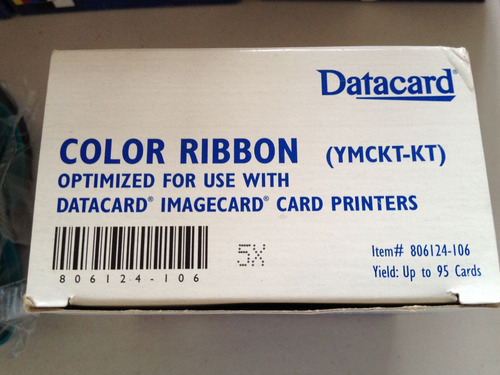 Datacard®
COLOR RIBBON (YMCKT-KT)
OPTIMIZED FOR USE WITH
DATACARD® IMAGECARD® CARD PRINTERS
806124-106
5X
Item# 806124-106
Yield: Up to 95 Cards